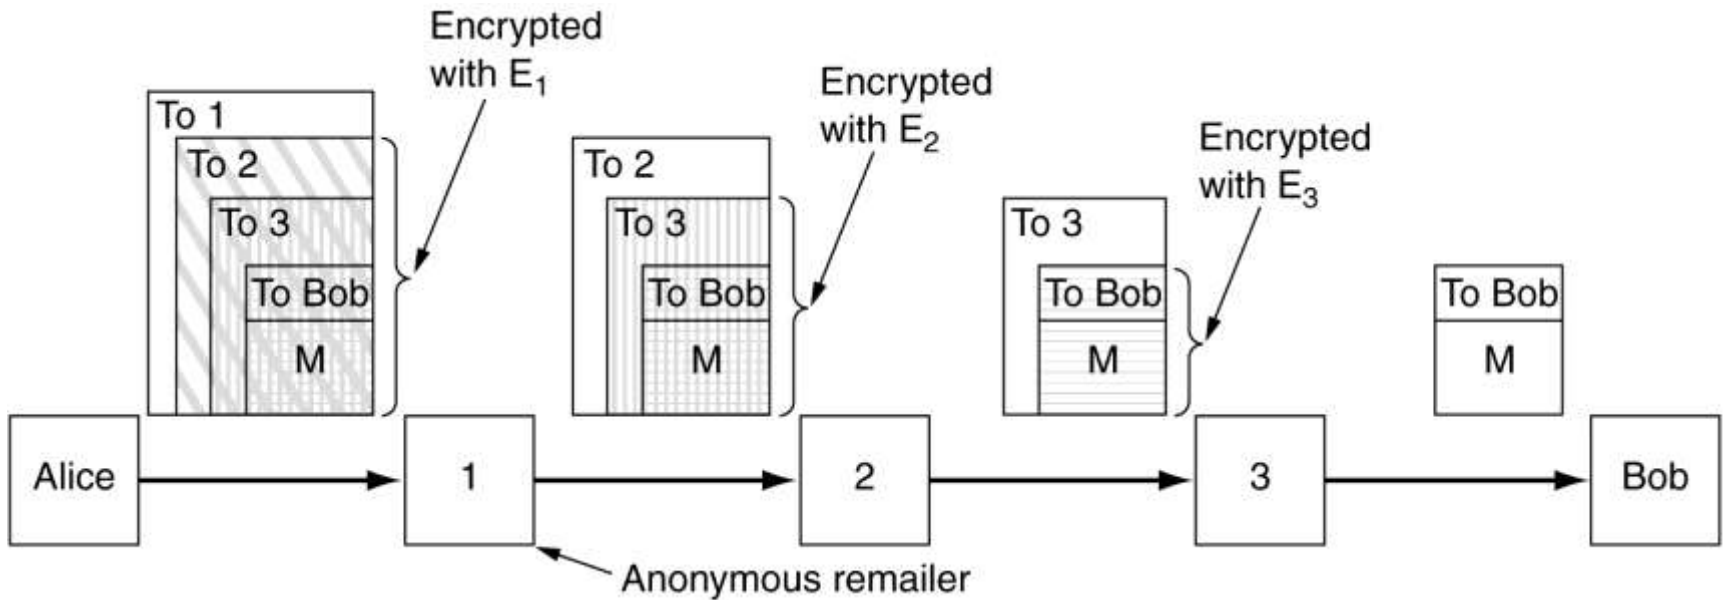 Encrypted
with E1
Encrypted
with E2
Encrypted
with E3
To 1
To 2
To 3
To Bob
M
To 2
To 3
To Bob
M
To 3
To Bob
M
To Bob
M
Alice
1
2
3
Bob
Anonymous remailer